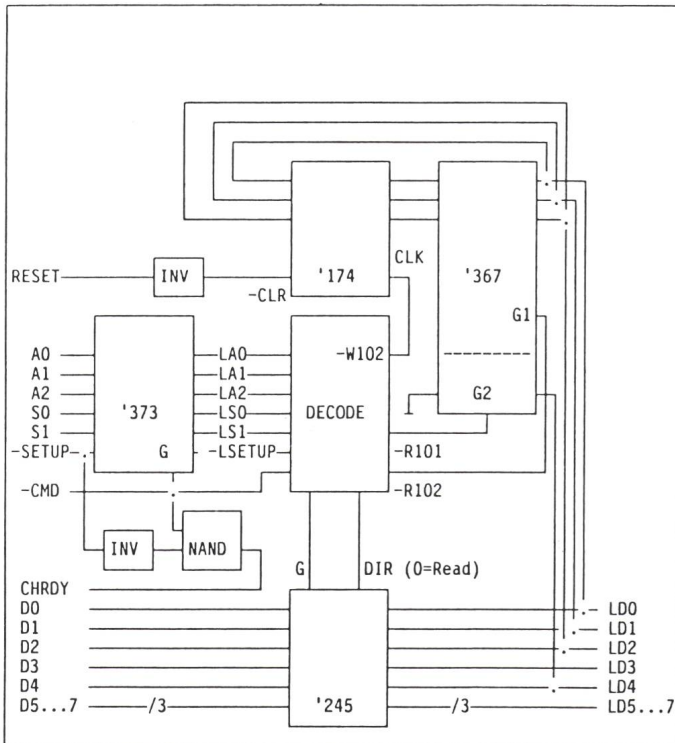 CLK
RESET
INV
'174
'367
-CLR
G1
A0
LA0
-W102
A1
LA1
A2
LA2
G2
S0
'373
LS0
DECODE
S1
LS1
-SETUP
G
-LSETUP
-R101
-CMD
-R102
INV
NAND
G
DIR (0=Read)
CHRDY
D0
LD0
D1
LD1
D2
LD2
D3
LD3
D4
LD4
D5...7
/3
'245
/3
LD5...7